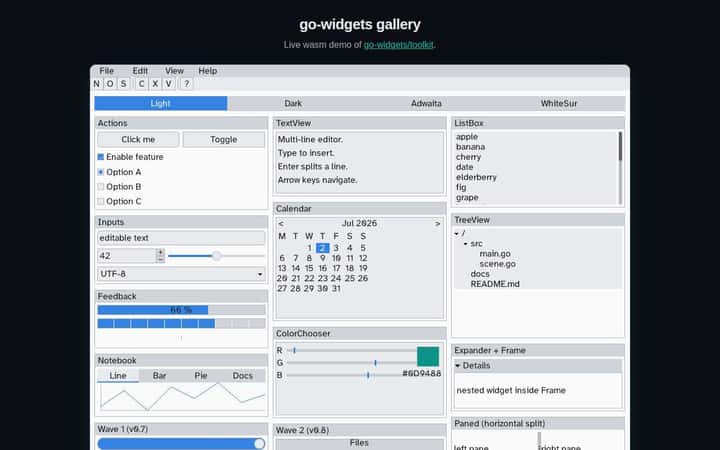 go-widgets gallery
Live wasm demo of go-widgets/toolkit.
File Edit View Help
N O S C X V ?
Light Dark Adwaita WhiteSur
Actions
Click me Toggle
Enable feature
Option A
Option B
Option C
Inputs
editable text
42
+
-
UTF-8
Feedback
66 %
Notebook
Line Bar Pie Docs
Wave 1 (v0.7)
TextView
Multi-line editor.
Type to insert.
Enter splits a line.
Arrow keys navigate.
Calendar
< Jul 2026 >
M T W T F S S
1 2 3 4 5
6 7 8 9 10 11 12
13 14 15 16 17 18 19
20 21 22 23 24 25 26
27 28 29 30 31
ColorChooser
R
G
B #0D9488
Wave 2 (v0.8)
Files
ListBox
apple
banana
cherry
date
elderberry
fig
grape
TreeView
/
src
main.go
scene.go
docs
README.md
Expander + Frame
Details
nested widget inside Frame
Paned (horizontal split)
left pane right pane